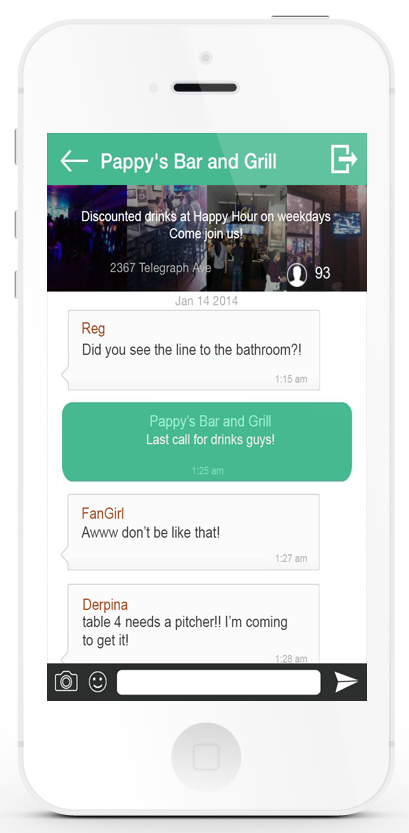 Pappy's Bar and Grill
Discounted drinks at Happy Hour on weekdays
Come join us!
2367 Telegraph Ave
93
Jan 14 2014
Reg
Did you see the line to the bathroom?!
1:15 am
Pappy's Bar and Grill
Last call for drinks guys!
1:25 am
FanGirl
Awww don't be like that!
1:27 am
Derpina
table 4 needs a pitcher!! I'm coming
to get it!
1:28 am